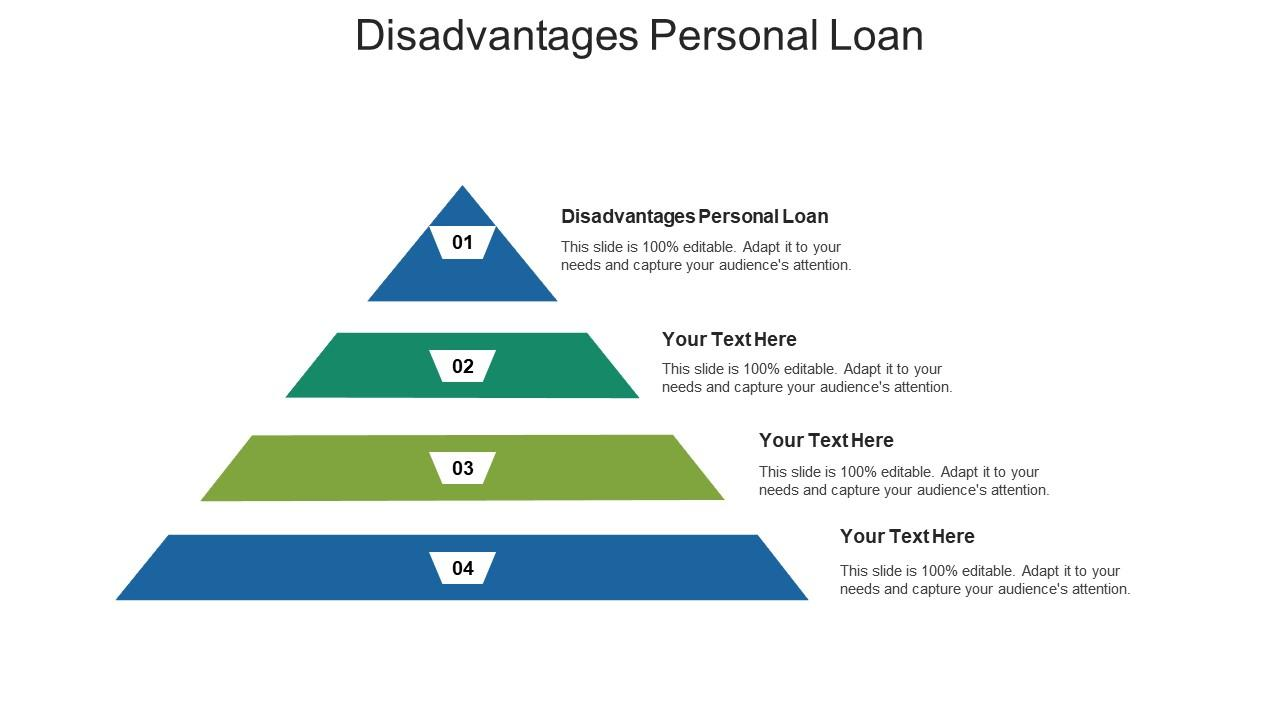 Disadvantages Personal Loan
01
Disadvantages Personal Loan
This slide is 100% editable. Adapt it to your
needs and capture your audience's attention.
02
Your Text Here
This slide is 100% editable. Adapt it to your
needs and capture your audience's attention.
03
Your Text Here
This slide is 100% editable. Adapt it to your
needs and capture your audience's attention.
04
Your Text Here
This slide is 100% editable. Adapt it to your
needs and capture your audience's attention.